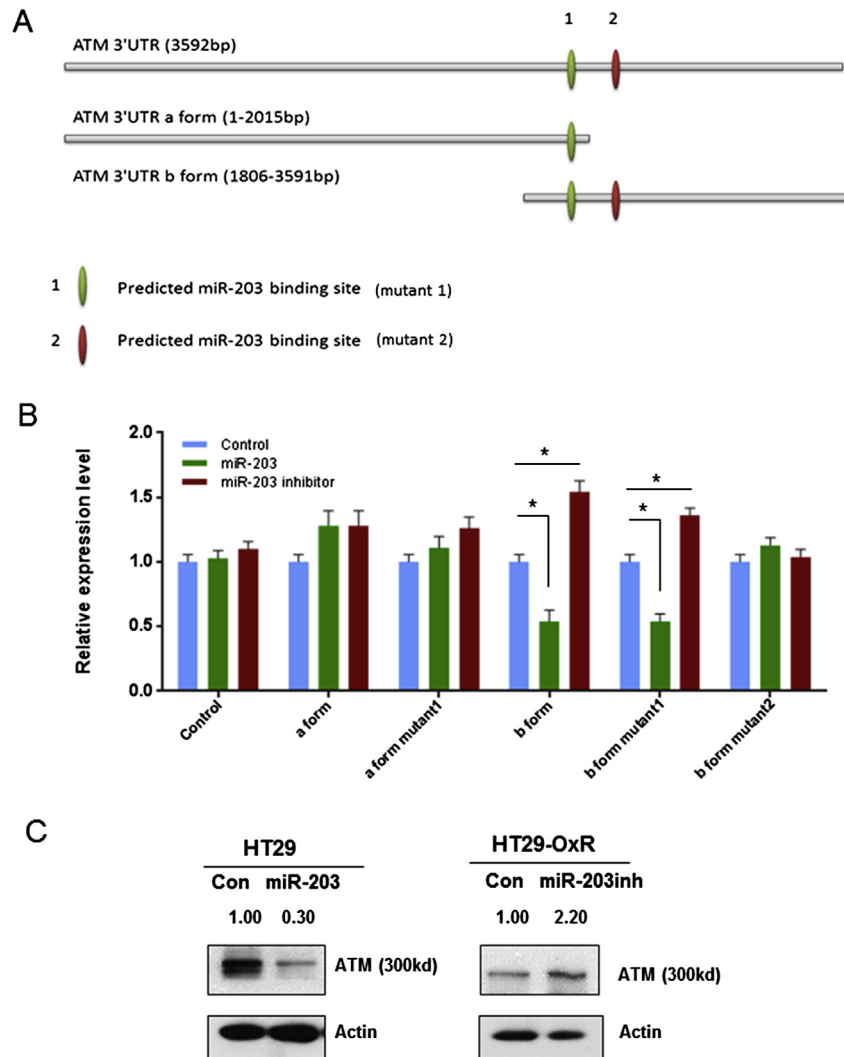 A
1 2
ATM 3'UTR (3592bp)
ATM 3'UTR a form (1-2015bp)
ATM 3'UTR b form (1806-3591bp)
1 Predicted miR-203 binding site (mutant 1)
2 Predicted miR-203 binding site (mutant 2)
B
Relative expression level
2.0
1.5
1.0
0.5
0.0
Control
miR-203
miR-203 inhibitor
* * * *
Control
a form
a form mutant1
b form
b form mutant1
b form mutant2
C
HT29
Con miR-203
1.00 0.30
ATM (300kd)
Actin
HT29-OxR
Con miR-203inh
1.00 2.20
ATM (300kd)
Actin